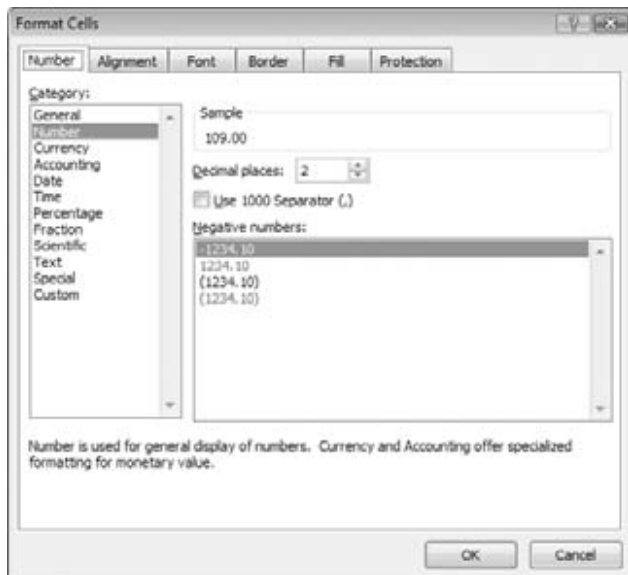 Format Cells
Number Alignment Font Border Fill Protection
Category:
General
Number
Currency
Accounting
Date
Time
Percentage
Fraction
Scientific
Text
Special
Custom
Sample
109.00
Decimal places: 2
Use 1000 Separator (,)
Negative numbers:
-1234.10
1234.10
(1234.10)
(1234.10)
Number is used for general display of numbers. Currency and Accounting offer specialized
formatting for monetary value.
OK Cancel